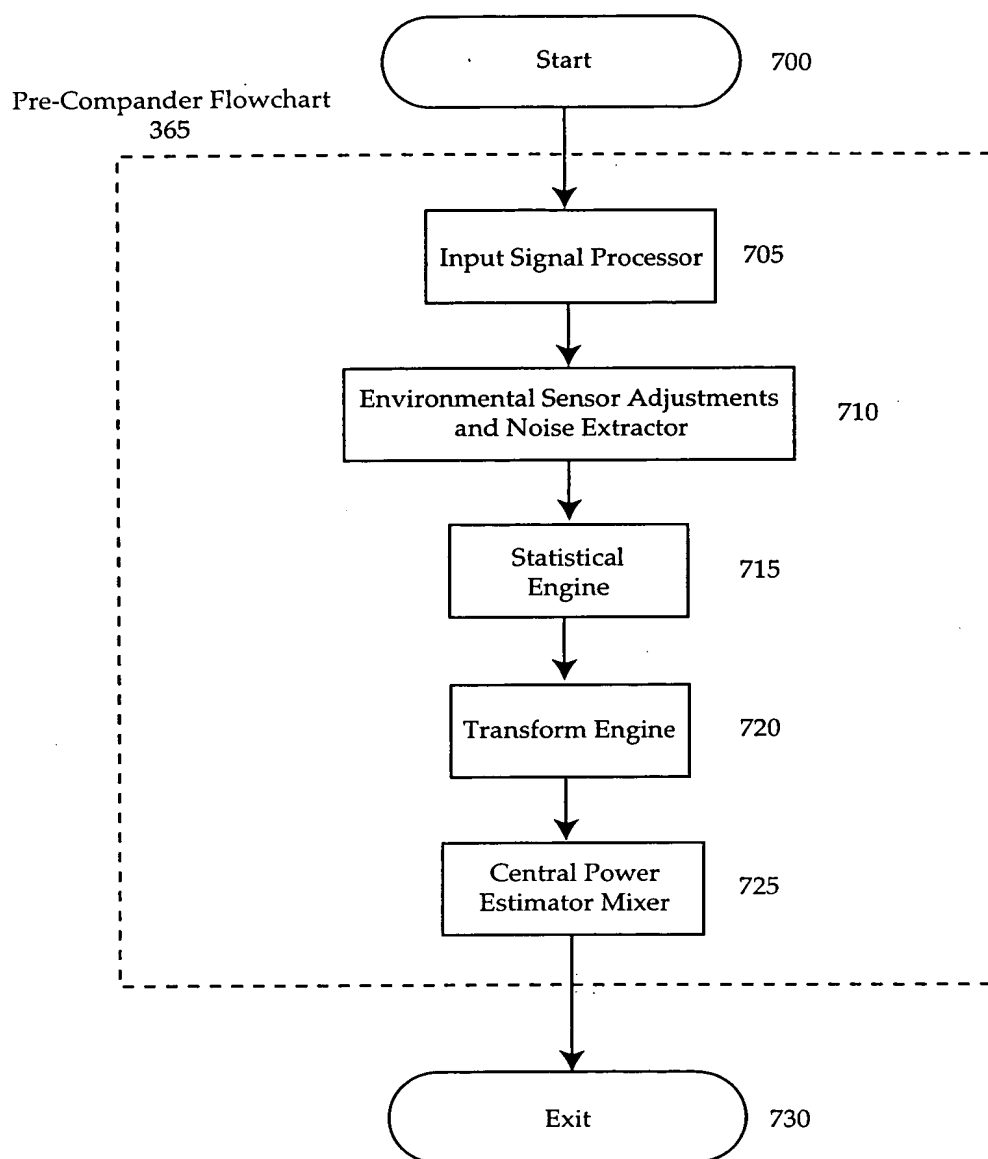 Start
700
Pre-Compander Flowchart
365
Input Signal Processor
705
Environmental Sensor Adjustments
and Noise Extractor
710
Statistical
Engine
715
Transform Engine
720
Central Power
Estimator Mixer
725
Exit
730